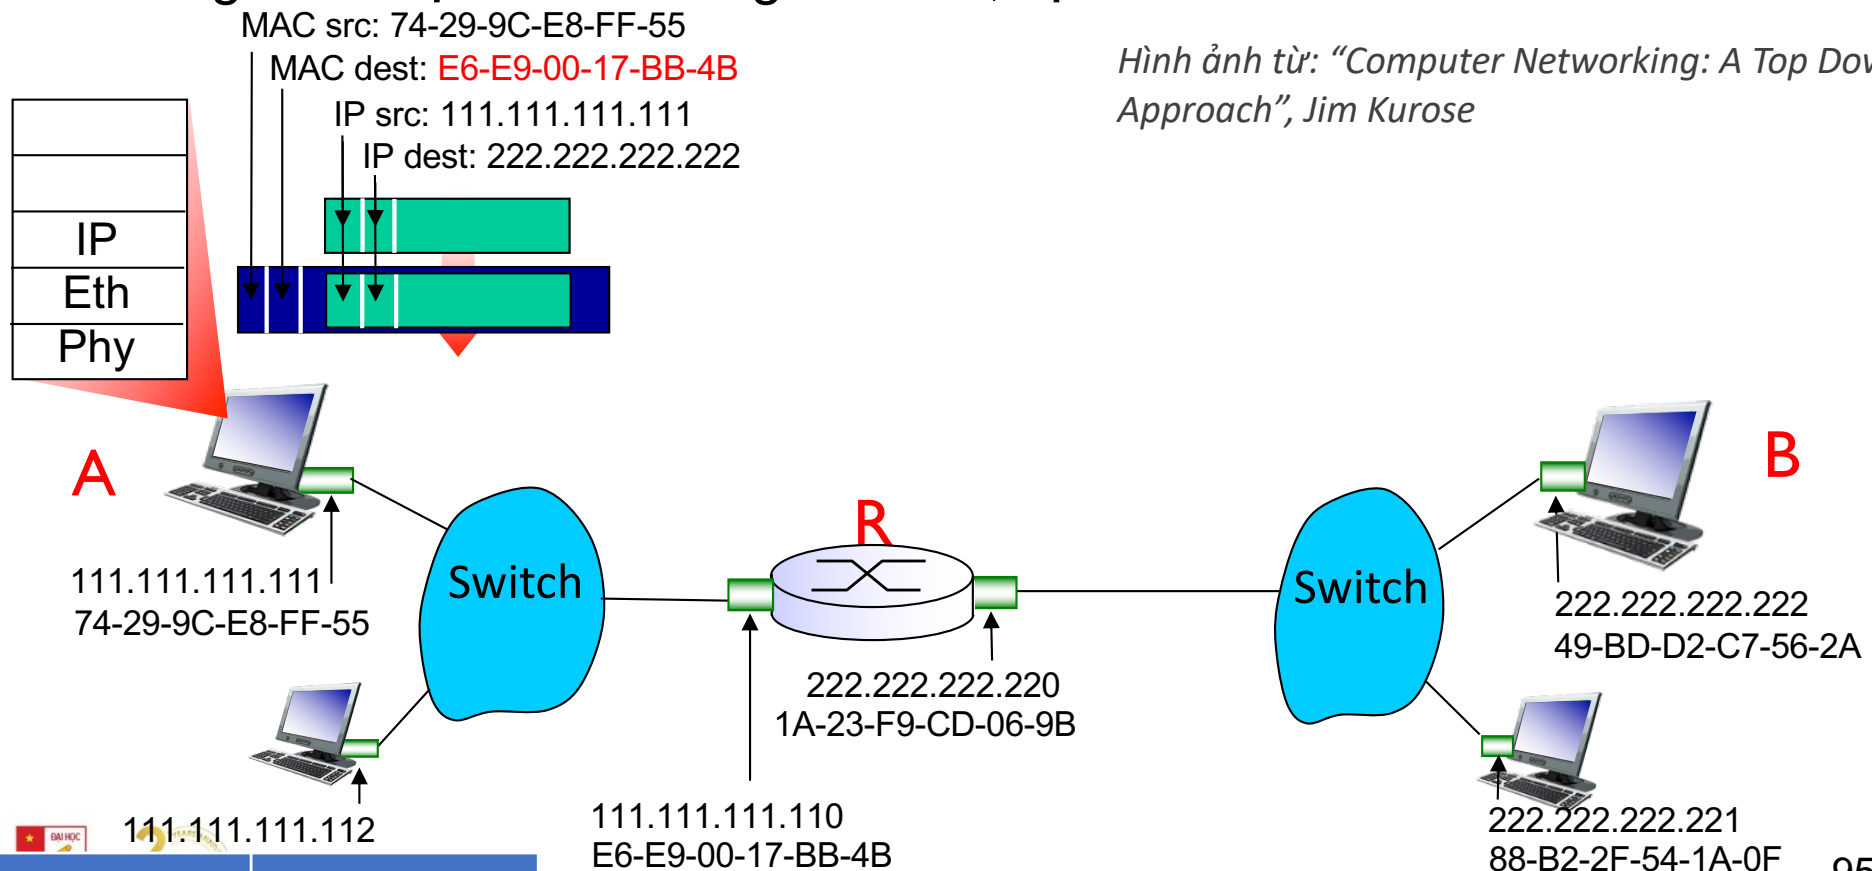 MAC src: 74-29-9C-E8-FF-55
MAC dest: E6-E9-00-17-BB-4B
IP src: 111.111.111.111
IP dest: 222.222.222.222
Hình ảnh từ: “Computer Networking: A Top
Approach”, Jim Kurose
IP
Eth
Phy
A
B
R
Switch
Switch
111.111.111.111
74-29-9C-E8-FF-55
222.222.222.222
49-BD-D2-C7-56-2A
222.222.222.220
1A-23-F9-CD-06-9B
111.111.111.112
111.111.111.110
E6-E9-00-17-BB-4B
222.222.222.221
88-B2-2F-54-1A-0F
ĐẠI HỌC
95